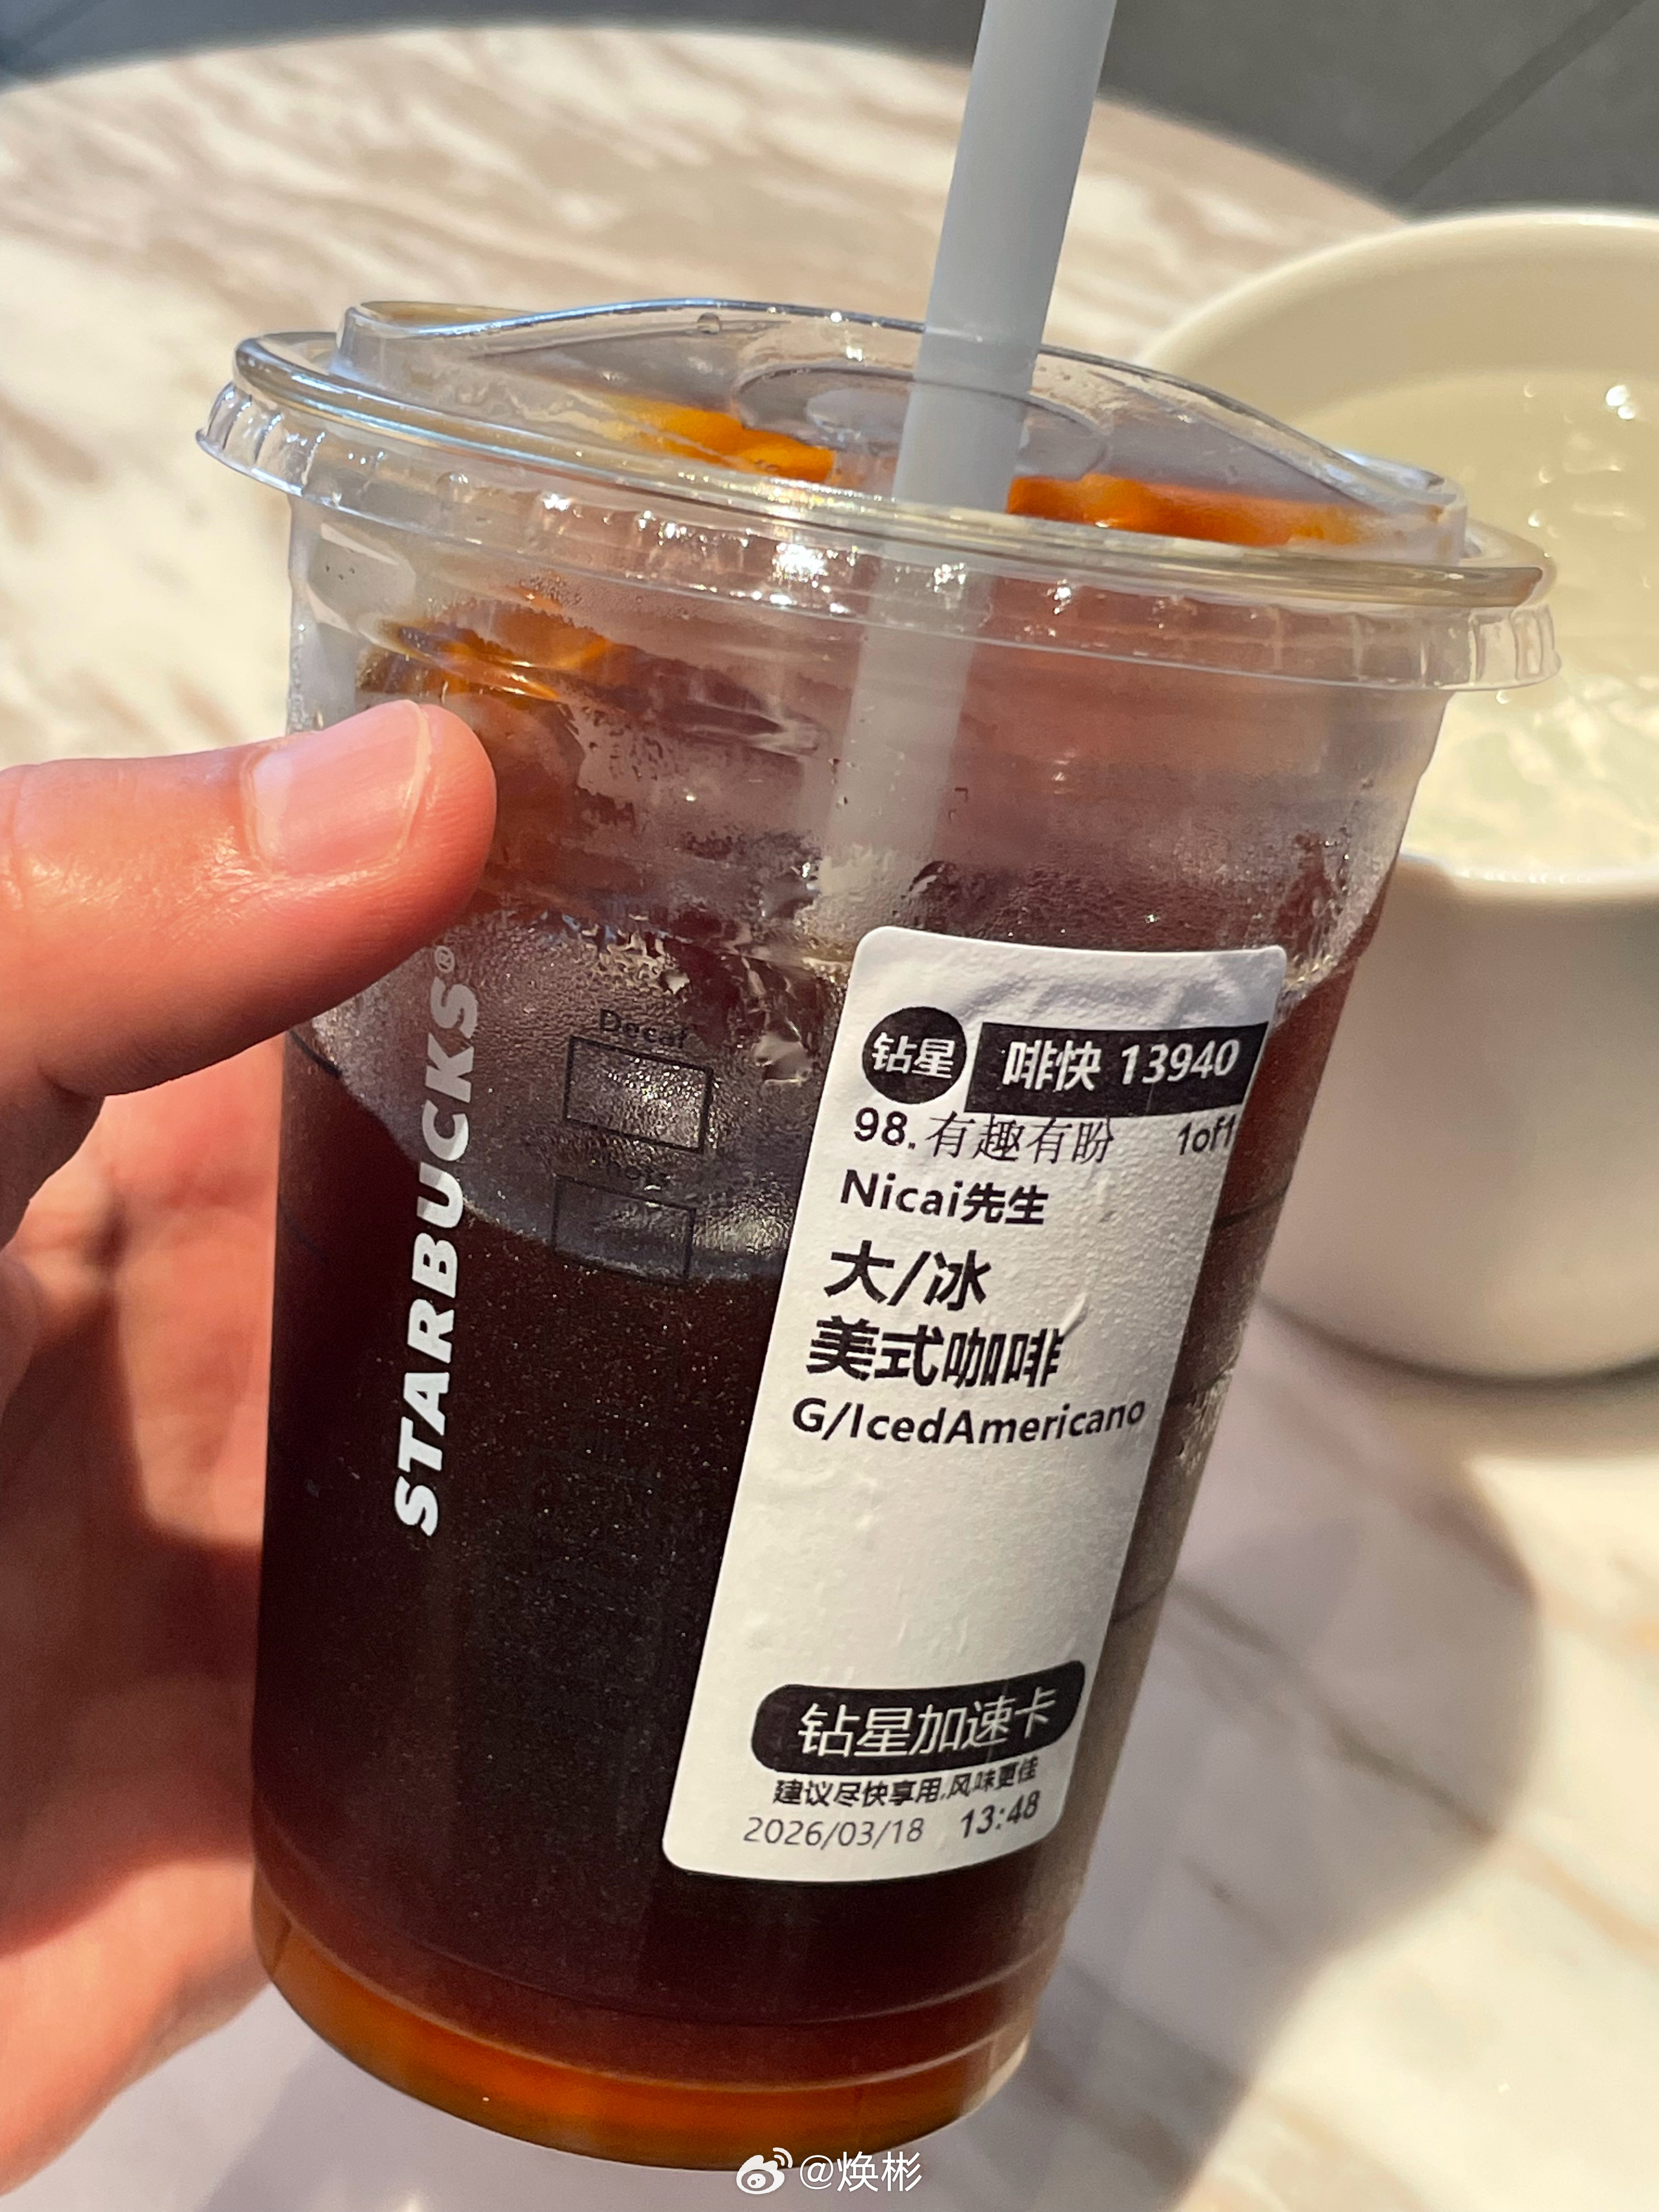 STARBUCKS®
Decaf
钻星 啡快 13940
98.有趣有盼 1of1
Nicai先生
大/冰
美式咖啡
G/IcedAmericano
钻星加速卡
建议尽快享用,风味更佳
2026/03/18 13:48
@焕彬